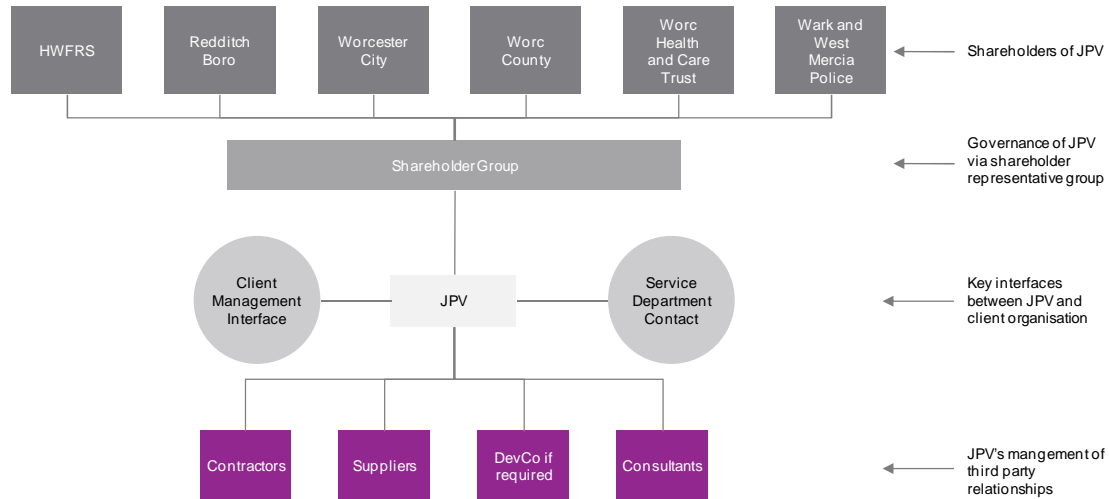 HWFRS
Redditch
Boro
Worcester
City
Worc
County
Worc
Health
and Care
Trust
Wark and
West
Mercia
Police
Shareholders of JPV
Shareholder Group
Governance of JPV
via shareholder
representative group
Client
Management
Interface
JPV
Service
Department
Contact
Key interfaces
between JPV and
client organisation
Contractors
Suppliers
DevCo if
required
Consultants
JPV's mangement of
third party
relationships